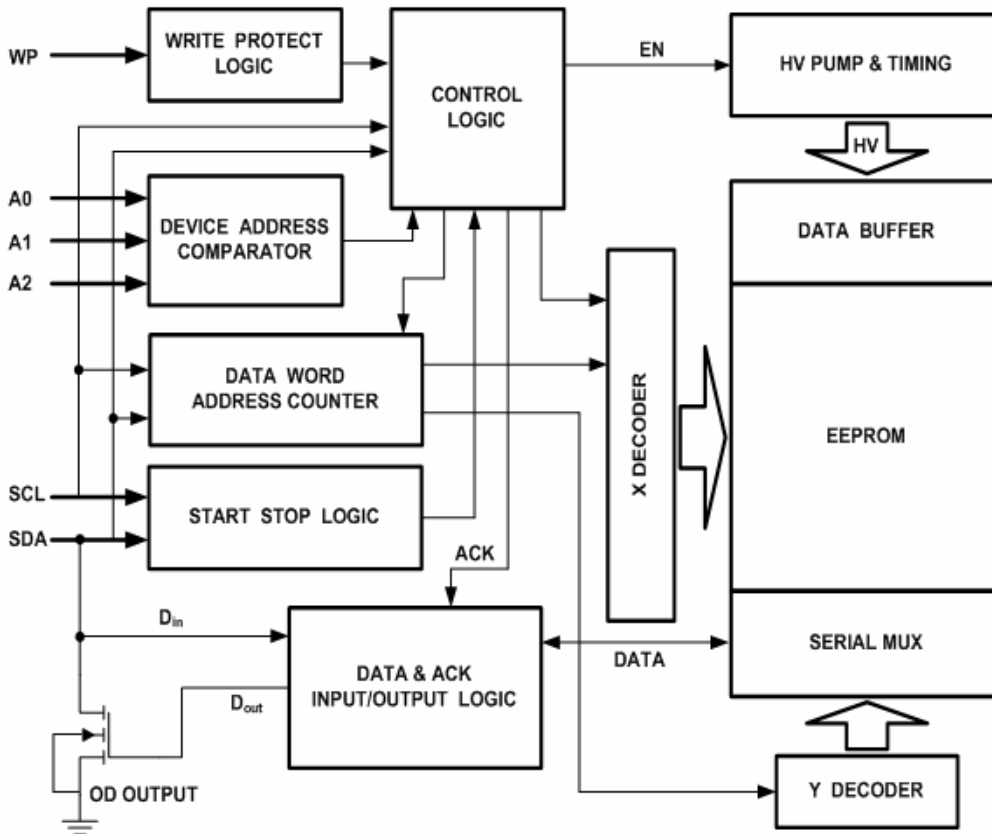 WP
WRITE PROTECT
LOGIC
CONTROL
LOGIC
EN
HV PUMP & TIMING
HV
A0
A1
A2
DEVICE ADDRESS
COMPARATOR
DATA BUFFER
DATA WORD
ADDRESS COUNTER
X DECODER
EEPROM
SCL
SDA
START STOP LOGIC
ACK
Din
DATA & ACK
INPUT/OUTPUT LOGIC
DATA
SERIAL MUX
Dout
OD OUTPUT
Y DECODER